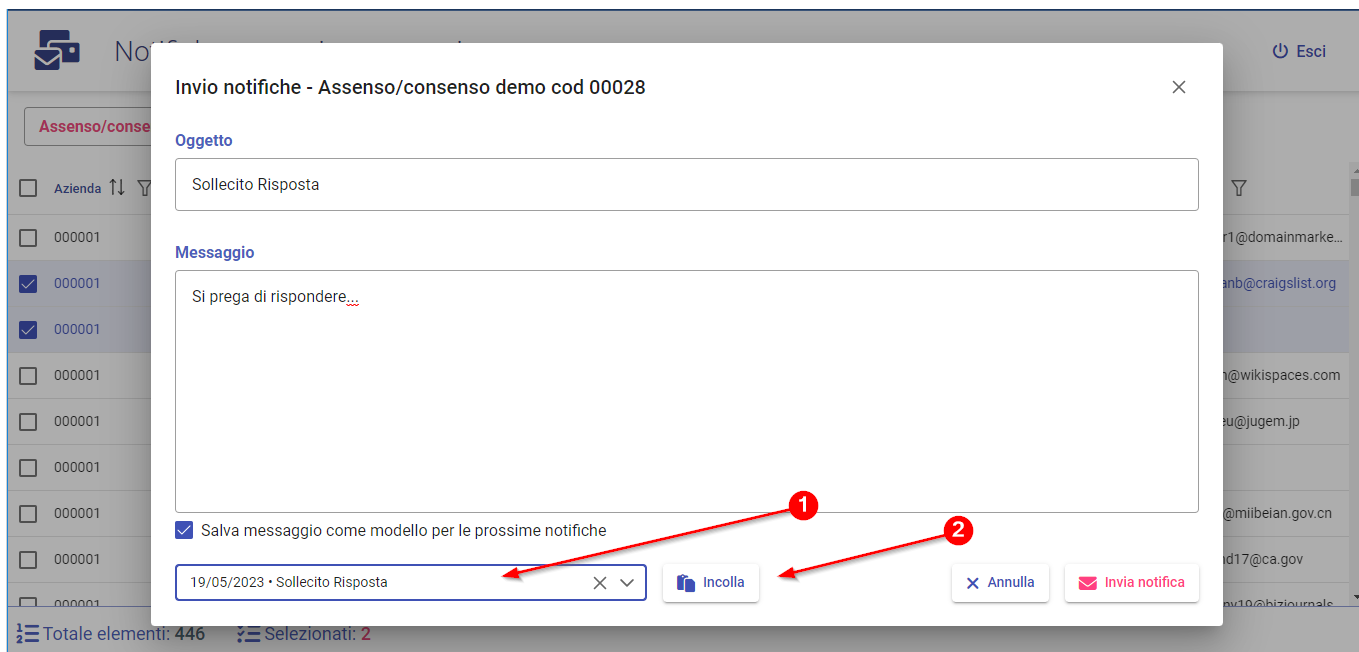 Esci
Invio notifiche - Assenso/consenso demo cod 00028
Assenso/conse
Oggetto
Sollecito Risposta
Azienda
000001
r1@domainmarke...
Messaggio
000001
anb@craigslist.org
Si prega di rispondere...
000001
000001
n@wikispaces.com
000001
eu@jugem.jp
000001
000001
@miibeian.gov.cn
1
Salva messaggio come modello per le prossime notifiche
2
000001
nd17@ca.gov
19/05/2023 • Sollecito Risposta
Incolla
Annulla
Invia notifica
000001
ny19@bizjournals
Totale elementi: 446
Selezionati: 2